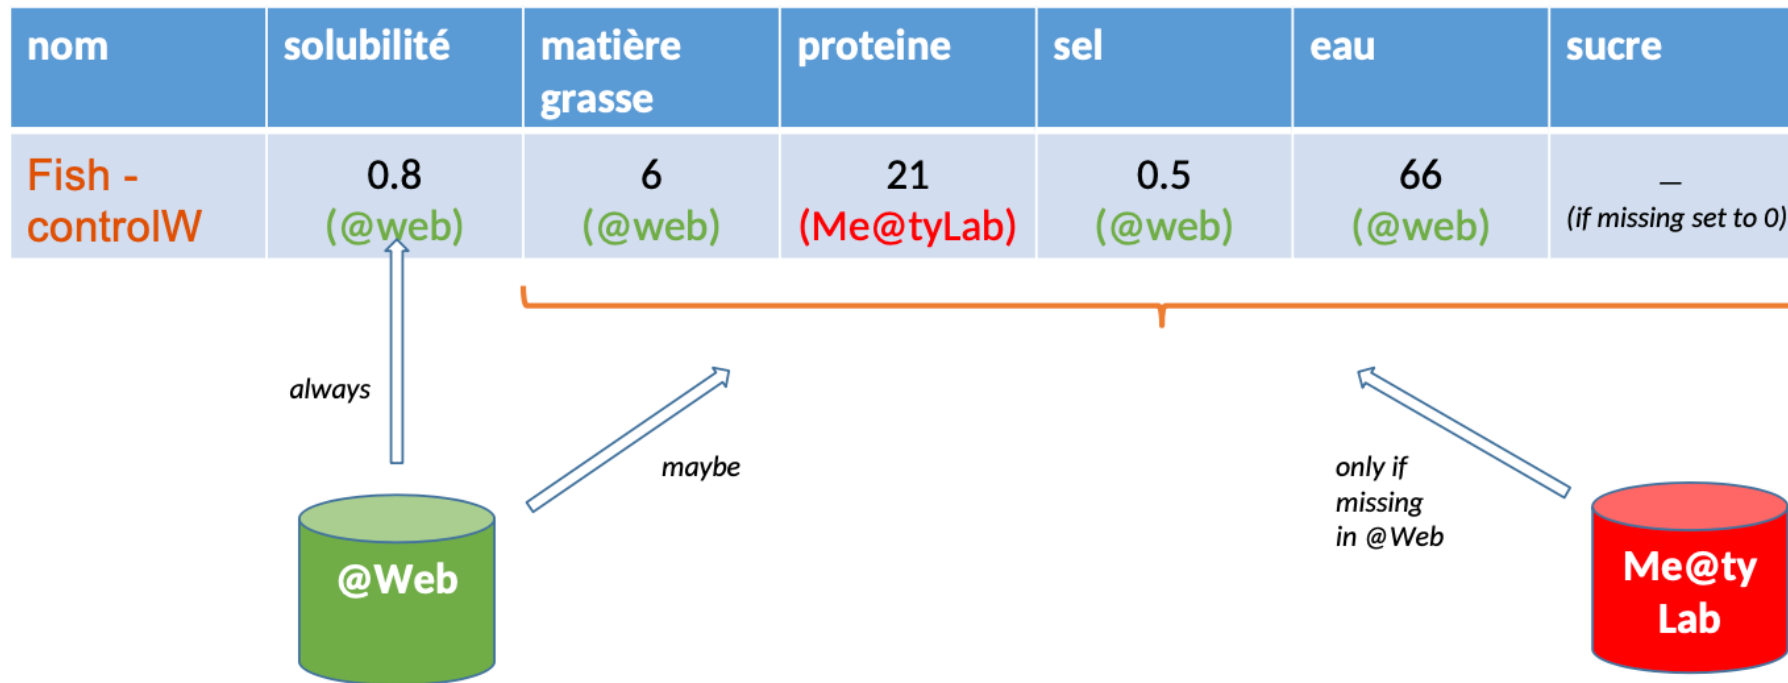 nom
solubilité
matière
grasse
proteine
sel
eau
sucre
Fish -
controlW
0.8
(@web)
6
(@web)
21
(Me@tyLab)
0.5
(@web)
66
(@web)
–
(if missing set to 0)
always
maybe
only if
missing
in @Web
@Web
Me@ty
Lab